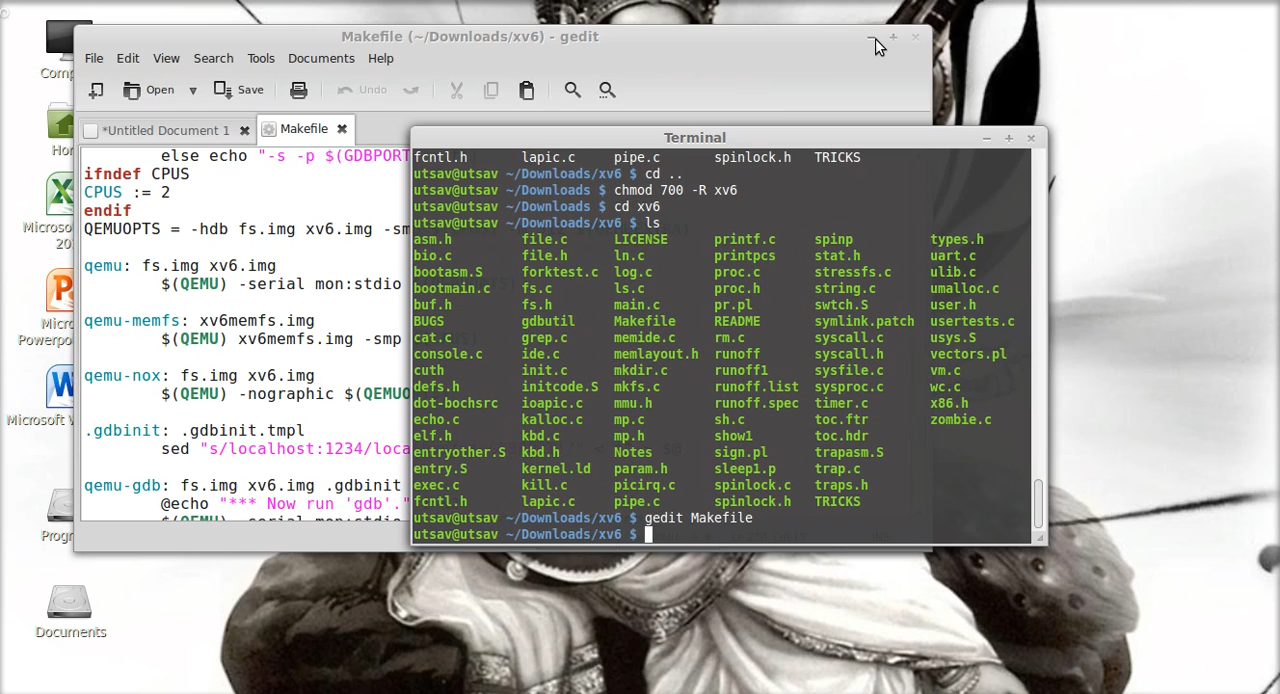 Makefile (~/Downloads/xv6) - gedit
File Edit View Search Tools Documents Help
Open Save Undo
*Untitled Document 1 Makefile
else echo "-s -p $(GDBPORT
ifndef CPUS
CPUS := 2
endif
QEMUOPTS = -hdb fs.img xv6.img -sm
qemu: fs.img xv6.img
$(QEMU) -serial mon:stdio
qemu-memfs: xv6memfs.img
$(QEMU) xv6memfs.img -smp
qemu-nox: fs.img xv6.img
$(QEMU) -nographic $(QEMUO
.gdbinit: .gdbinit.tmpl
sed "s/localhost:1234/loca
qemu-gdb: fs.img xv6.img .gdbinit
@echo "*** Now run 'gdb'."
Terminal
fcntl.h lapic.c pipe.c spinlock.h TRICKS
utsav@utsav ~/Downloads/xv6 $ cd ..
utsav@utsav ~/Downloads $ chmod 700 -R xv6
utsav@utsav ~/Downloads $ cd xv6
utsav@utsav ~/Downloads/xv6 $ ls
asm.h file.c LICENSE printf.c spinp types.h
bio.c file.h ln.c printpcs stat.h uart.c
bootasm.S forktest.c log.c proc.c stressfs.c ulib.c
bootmain.c fs.c ls.c proc.h string.c umalloc.c
buf.h fs.h main.c pr.pl swtch.S user.h
BUGS gdbutil Makefile README symlink.patch usertests.c
cat.c grep.c memide.c rm.c syscall.c usys.S
console.c ide.c memlayout.h runoff syscall.h vectors.pl
cuth init.c mkdir.c runoff1 sysfile.c vm.c
defs.h initcode.S mkfs.c runoff.list sysproc.c wc.c
dot-bochsrc ioapic.c mmu.h runoff.spec timer.c x86.h
echo.c kalloc.c mp.c sh.c toc.ftr zombie.c
elf.h kbd.c mp.h show1 toc.hdr
entryother.S kbd.h Notes sign.pl trapasm.S
entry.S kernel.ld param.h sleep1.p trap.c
exec.c kill.c picirq.c spinlock.c traps.h
fcntl.h lapic.c pipe.c spinlock.h TRICKS
utsav@utsav ~/Downloads/xv6 $ gedit Makefile
utsav@utsav ~/Downloads/xv6 $
Comp
Hom
Microso
20
Micr
Powerpo
Microsoft W
Progr
Documents